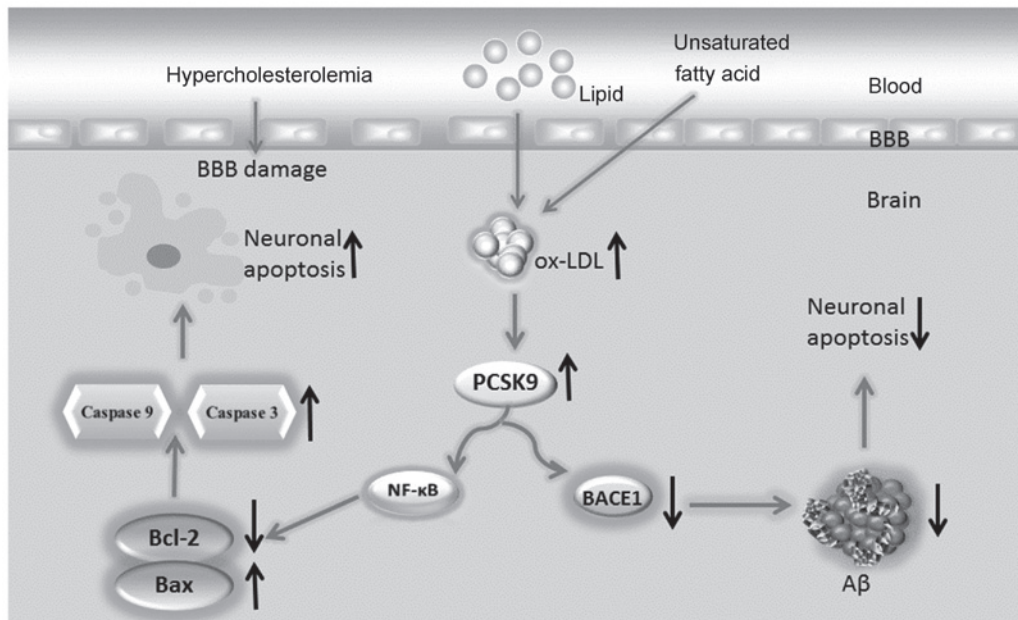 Hypercholesterolemia
Lipid
Unsaturated
fatty acid
Blood
BBB
BBB damage
Brain
Neuronal
apoptosis
ox-LDL
Neuronal
apoptosis
PCSK9
Caspase 9
Caspase 3
NF-κB
BACE1
Bcl-2
Bax
Aβ